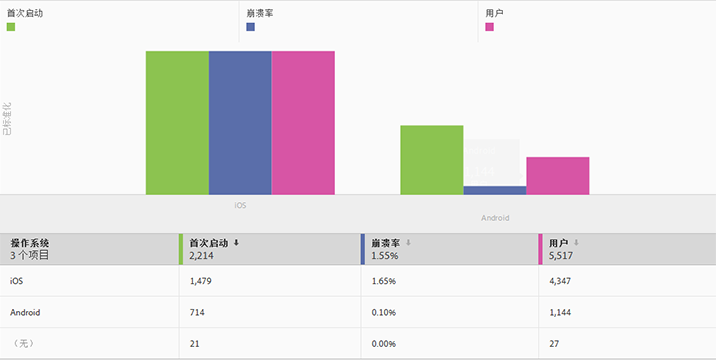 首次启动 崩溃率 用户
已标准化
iOS
Android
操作系统 首次启动 ↓ 崩溃率 ↓ 用户 ↓
3 个项目 2,214 1.55% 5,517
iOS 1,479 1.65% 4,347
Android 714 0.10% 1,144
（无） 21 0.00% 27